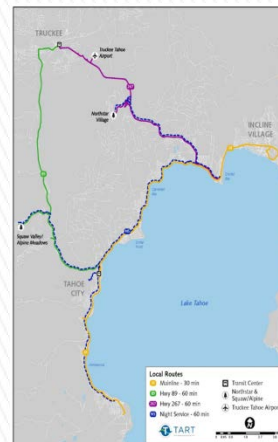 TRUCKEE
Truckee Tahoe
Airport
267
Northstar
Village
INCLINE
VILLAGE
89
Squaw Valley/
Alpine Meadows
TAHOE
CITY
Lake Tahoe
Local Routes
Mainline - 30 min
Hwy 89 - 60 min
Hwy 267 - 60 min
Night Service - 60 min
Transit Center
Northstar &
Squaw/Alpine
Truckee Tahoe Airport
TART